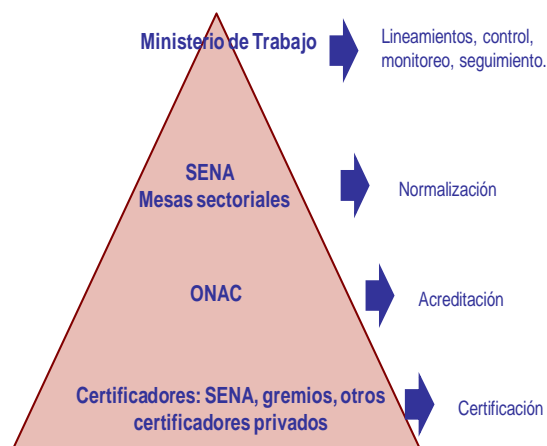 Ministerio de Trabajo
Lineamientos, control,
monitoreo, seguimiento.
SENA
Mesas sectoriales
Normalización
ONAC
Acreditación
Certificadores: SENA, gremios, otros
certificadores privados
Certificación